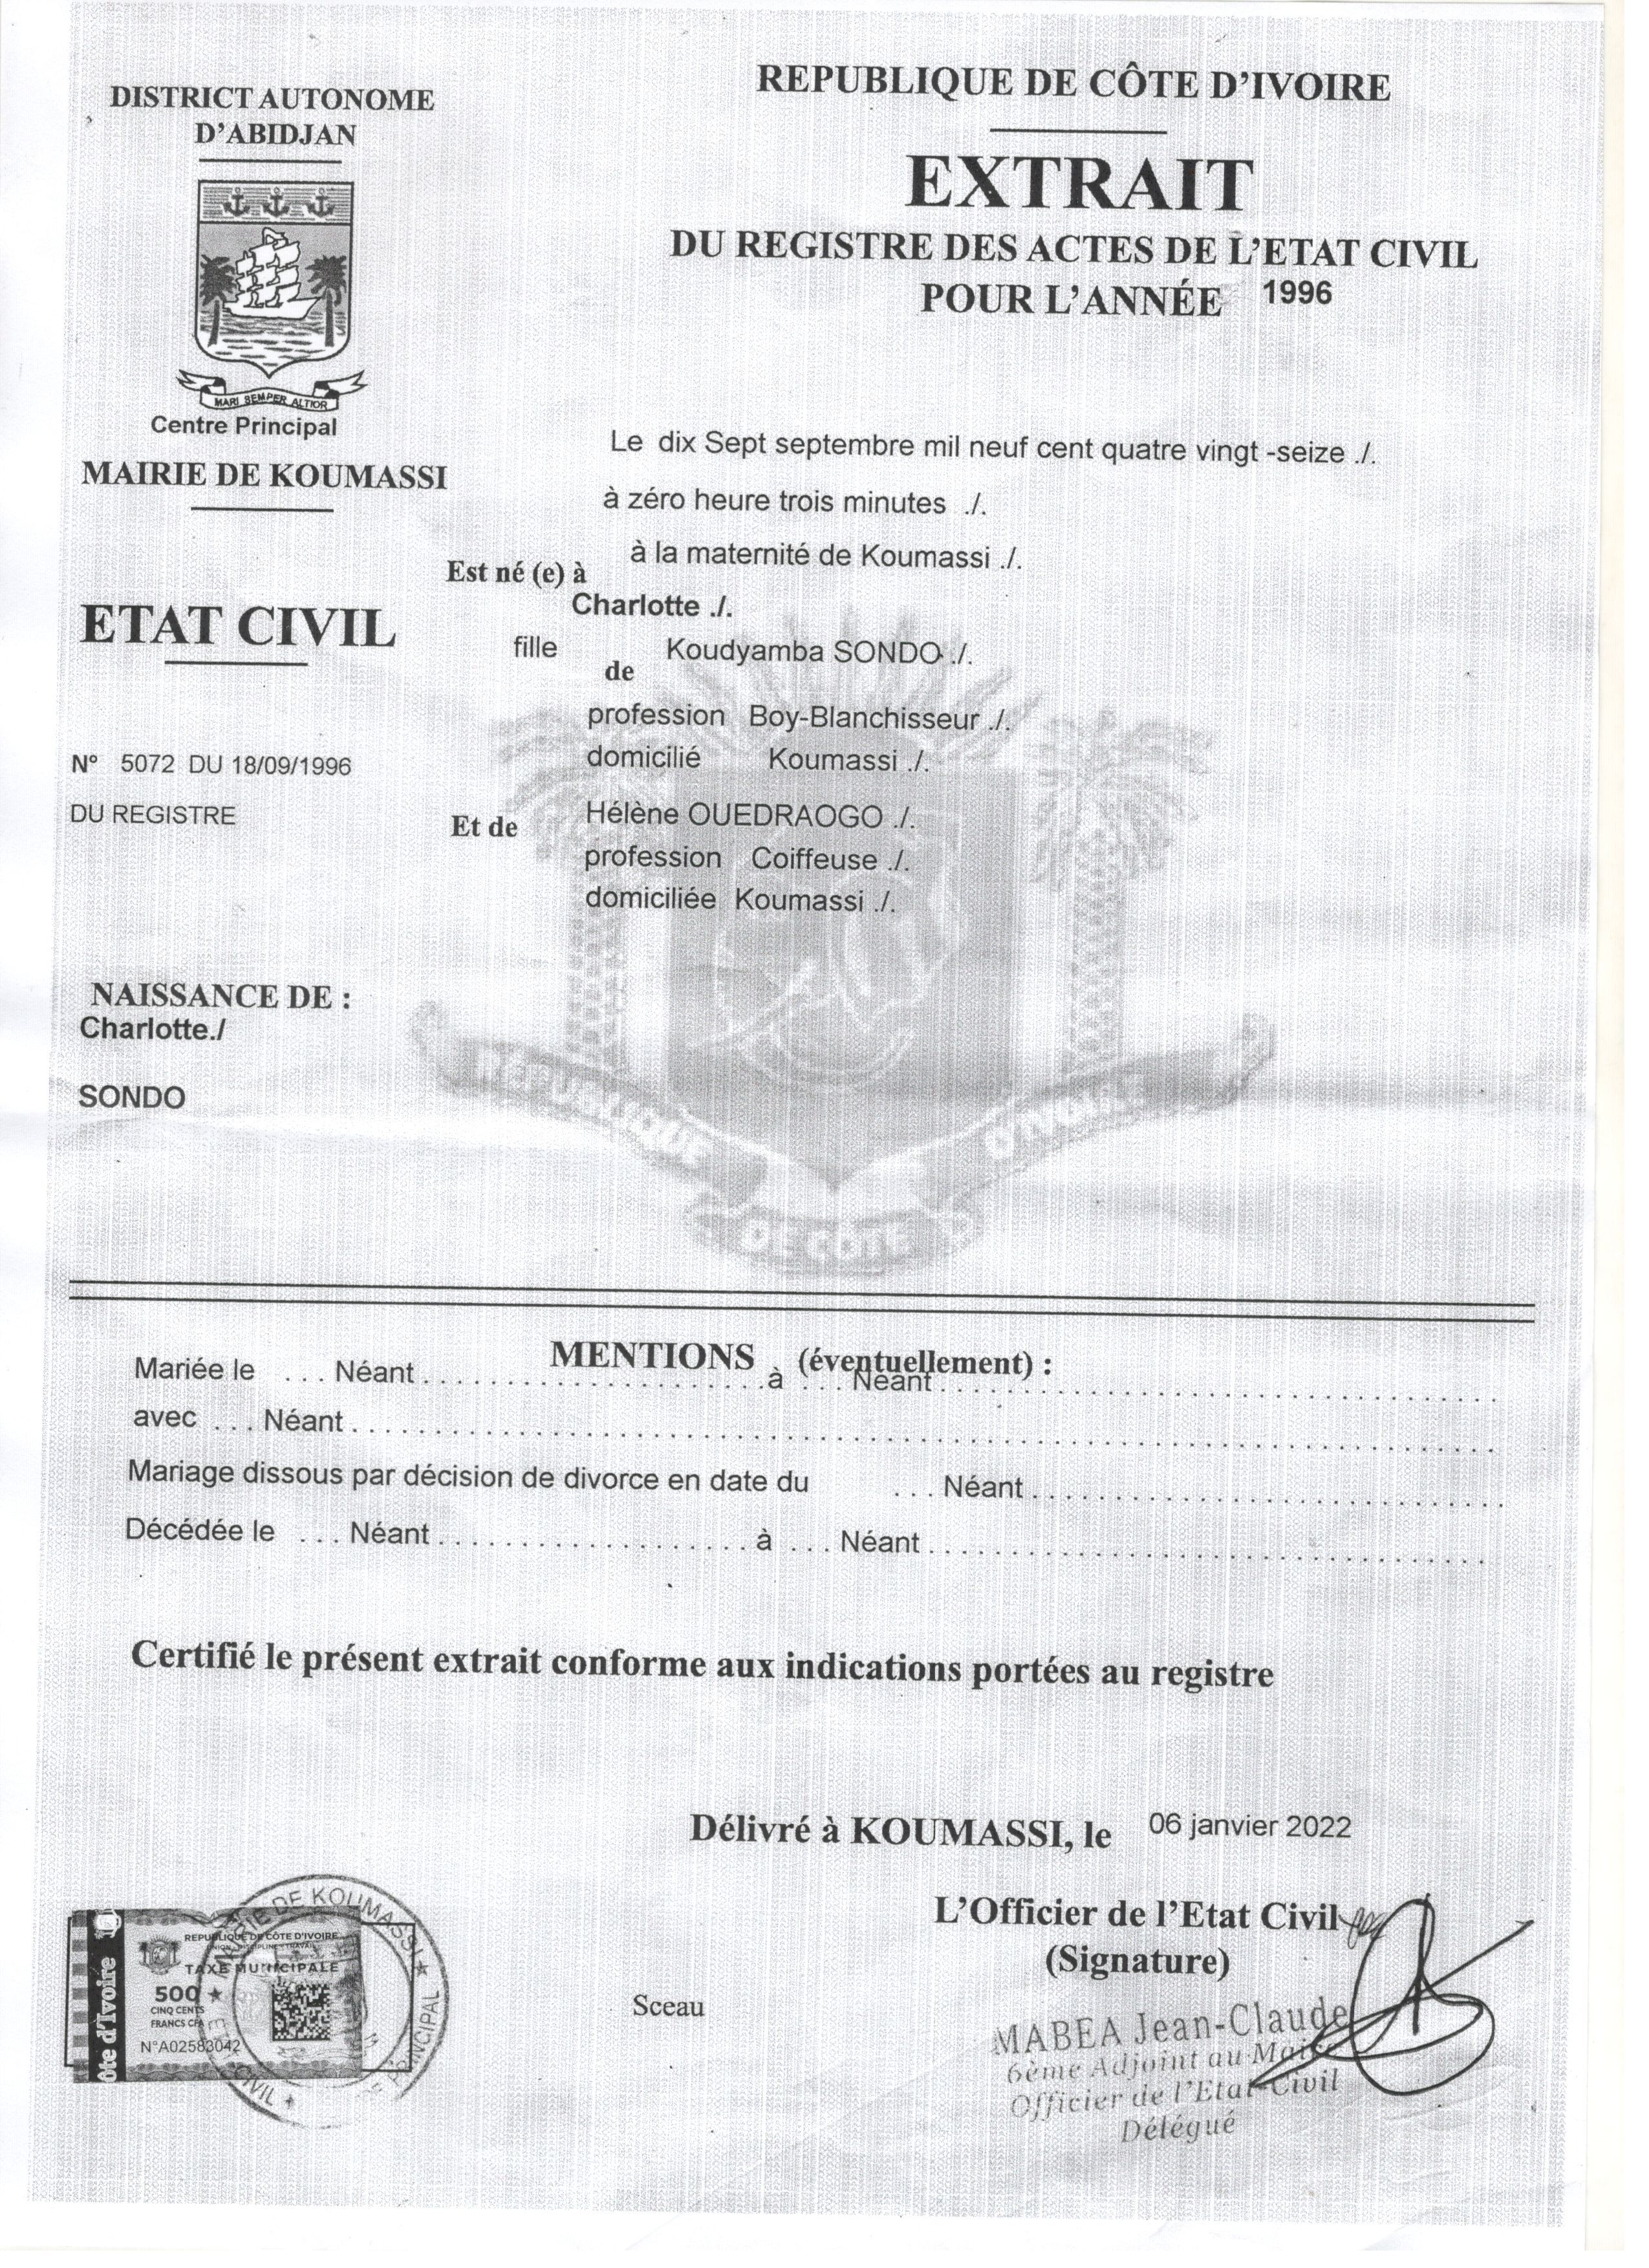 DISTRICT AUTONOME
D'ABIDJAN
MARI SEMPER ALTIOR
Centre Principal
MAIRIE DE KOUMASSI
ETAT CIVIL
N° 5072 DU 18/09/1996
DU REGISTRE
NAISSANCE DE :
Charlotte./
SONDO
REPUBLIQUE DE CÔTE D'IVOIRE
EXTRAIT
DU REGISTRE DES ACTES DE L'ETAT CIVIL
POUR L'ANNÉE 1996
Le dix Sept septembre mil neuf cent quatre vingt -seize ./.
à zéro heure trois minutes ./.
Est né (e) à à la maternité de Koumassi ./.
Charlotte ./.
fille de Koudyamba SONDO ./.
profession Boy-Blanchisseur ./.
domicilié Koumassi ./.
Et de Hélène OUEDRAOGO ./.
profession Coiffeuse ./.
domiciliée Koumassi ./.
REPUBLIQUE DE COTE D'IVOIRE
MENTIONS (éventuellement) :
Mariée le ... Néant à ... Néant
avec ... Néant
Mariage dissous par décision de divorce en date du ... Néant
Décédée le ... Néant à ... Néant
Certifié le présent extrait conforme aux indications portées au registre
Délivré à KOUMASSI, le 06 janvier 2022
L'Officier de l'Etat Civil
(Signature)
Sceau
MABEA Jean-Claude
6ème Adjoint au Maire
Officier de l'Etat Civil
Délégué
MAIRIE DE KOUMASSI
PRINCIPAL
CIVIL
ôte d'Ivoire
REPUBLIQUE DE CÔTE D'IVOIRE
TAXE MUNICIPALE
500
CINQ CENTS
FRANCS CFA
N°A02583042